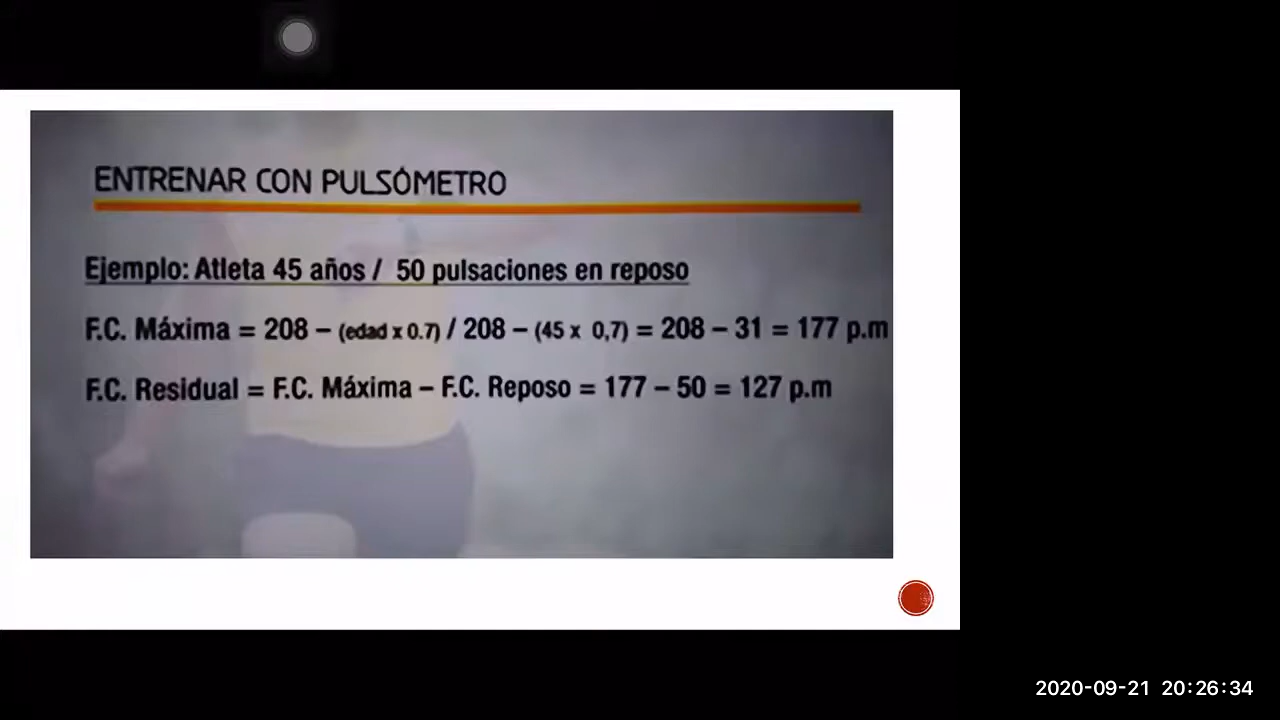 ENTRENAR CON PULSÓMETRO
Ejemplo: Atleta 45 años / 50 pulsaciones en reposo
F.C. Máxima = 208 – (edad x 0.7) / 208 – (45 x 0,7) = 208 – 31 = 177 p.m
F.C. Residual = F.C. Máxima – F.C. Reposo = 177 – 50 = 127 p.m
2020-09-21 20:26:34